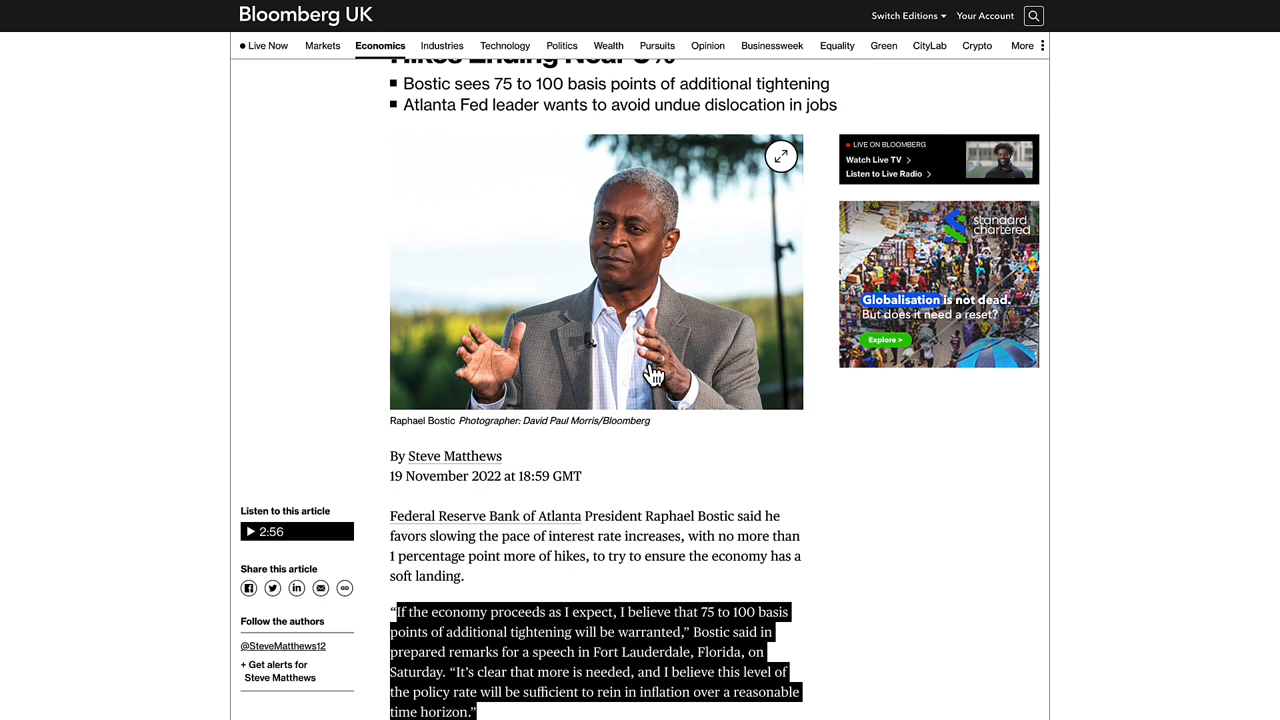 Bloomberg UK
Switch Editions
Your Account
Live Now
Markets
Economics
Industries
Technology
Politics
Wealth
Pursuits
Opinion
Businessweek
Equality
Green
CityLab
Crypto
More
Hikes Ending Near 5%
Bostic sees 75 to 100 basis points of additional tightening
Atlanta Fed leader wants to avoid undue dislocation in jobs
LIVE ON BLOOMBERG
Watch Live TV
Listen to Live Radio
standard
chartered
Globalisation is not dead.
But does it need a reset?
Explore >
Raphael Bostic Photographer: David Paul Morris/Bloomberg
By Steve Matthews
19 November 2022 at 18:59 GMT
Listen to this article
2:56
Share this article
Follow the authors
@SteveMatthews12
+ Get alerts for
Steve Matthews
Federal Reserve Bank of Atlanta President Raphael Bostic said he
favors slowing the pace of interest rate increases, with no more than
1 percentage point more of hikes, to try to ensure the economy has a
soft landing.
“If the economy proceeds as I expect, I believe that 75 to 100 basis
points of additional tightening will be warranted,” Bostic said in
prepared remarks for a speech in Fort Lauderdale, Florida, on
Saturday. “It’s clear that more is needed, and I believe this level of
the policy rate will be sufficient to rein in inflation over a reasonable
time horizon.”